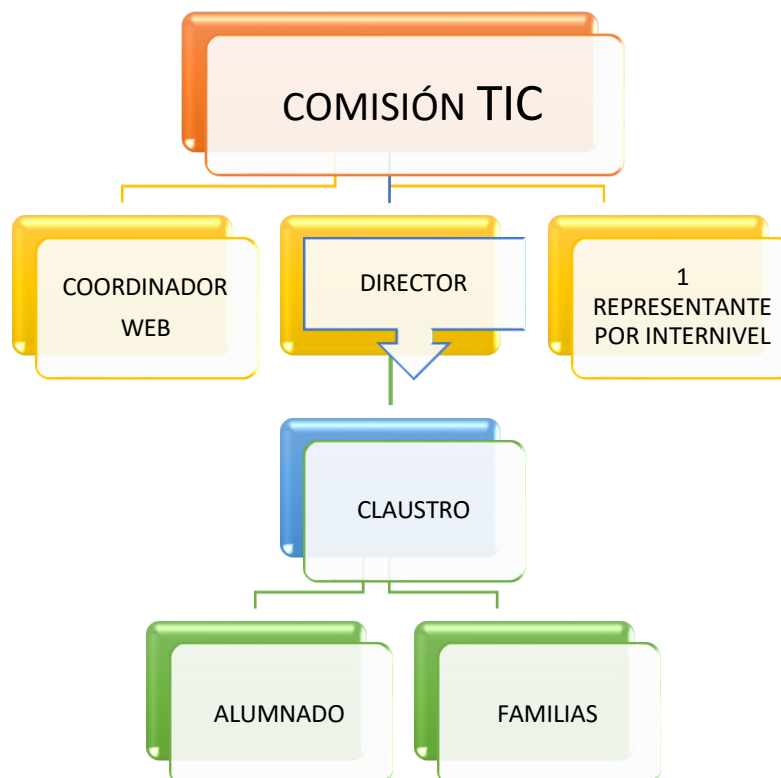 COMISIÓN TIC
COORDINADOR
WEB
DIRECTOR
1
REPRESENTANTE
POR INTERNIVEL
CLAUSTRO
ALUMNADO
FAMILIAS